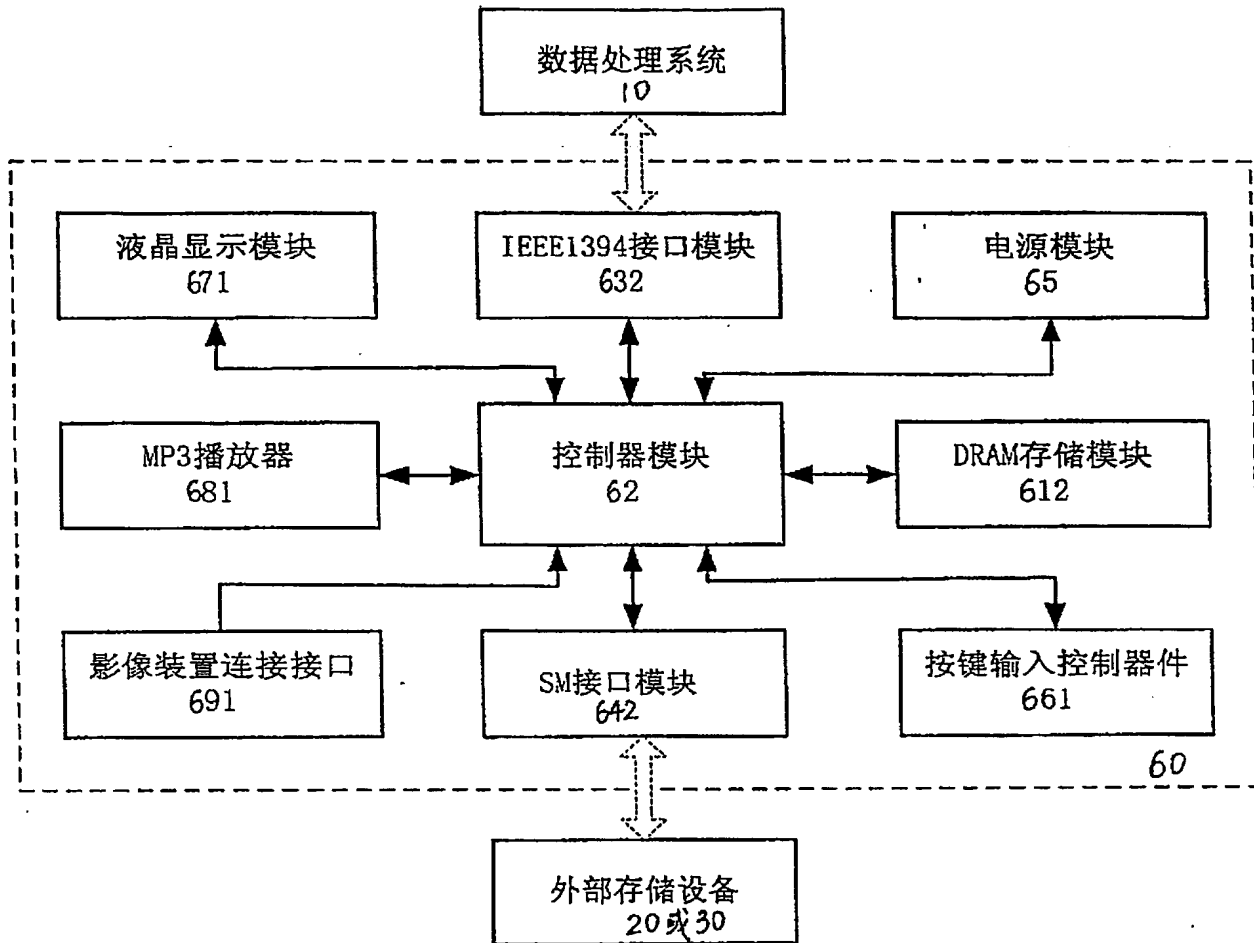 数据处理系统
10
液晶显示模块
671
IEEE1394接口模块
632
电源模块
65
MP3播放器
681
控制器模块
62
DRAM存储模块
612
影像装置连接接口
691
SM接口模块
642
按键输入控制器件
661
60
外部存储设备
20或30